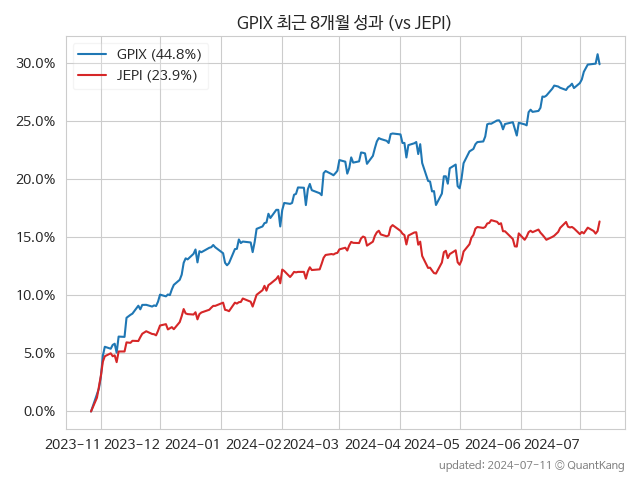 GPIX 최근 8개월 성과 (vs JEPI)
GPIX (44.8%)
JEPI (23.9%)
30.0%
25.0%
20.0%
15.0%
10.0%
5.0%
0.0%
2023-11 2023-12 2024-01 2024-02 2024-03 2024-04 2024-05 2024-06 2024-07
updated: 2024-07-11 © QuantKang